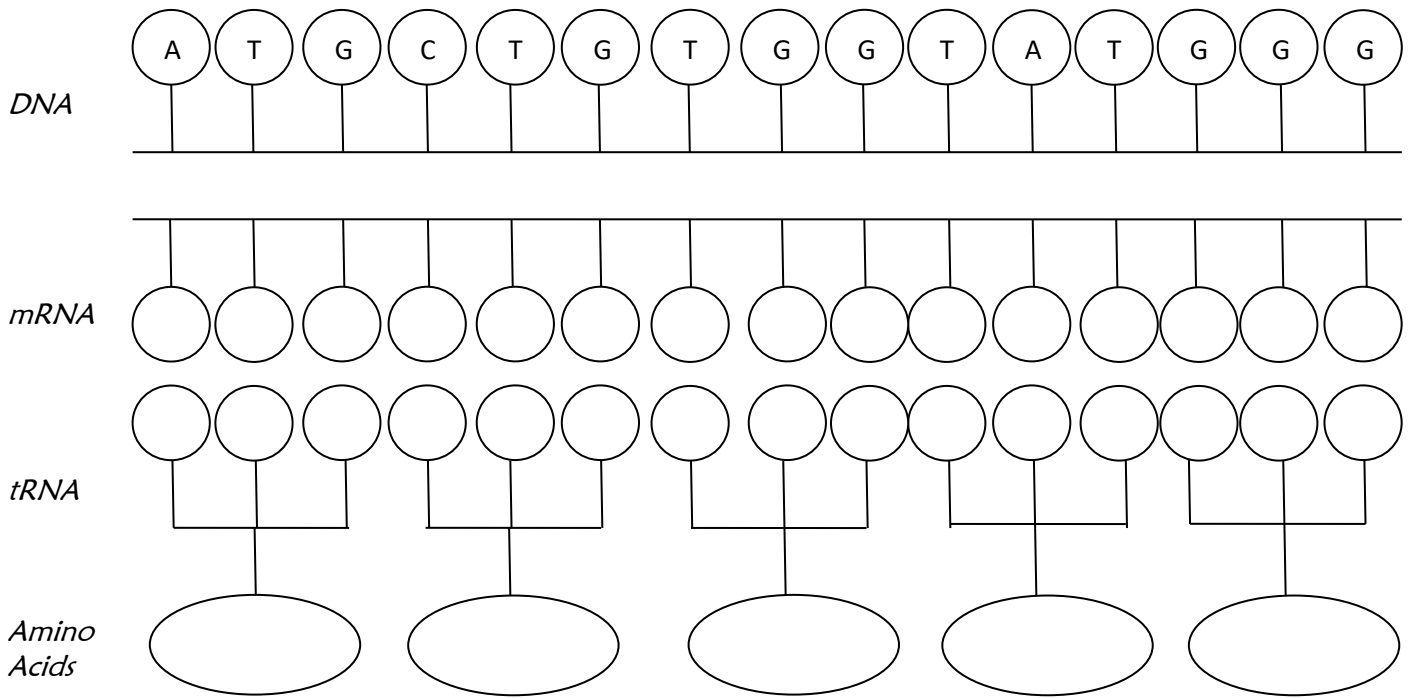 A T G C T G T G G T A T G G G
DNA
mRNA
tRNA
Amino
Acids